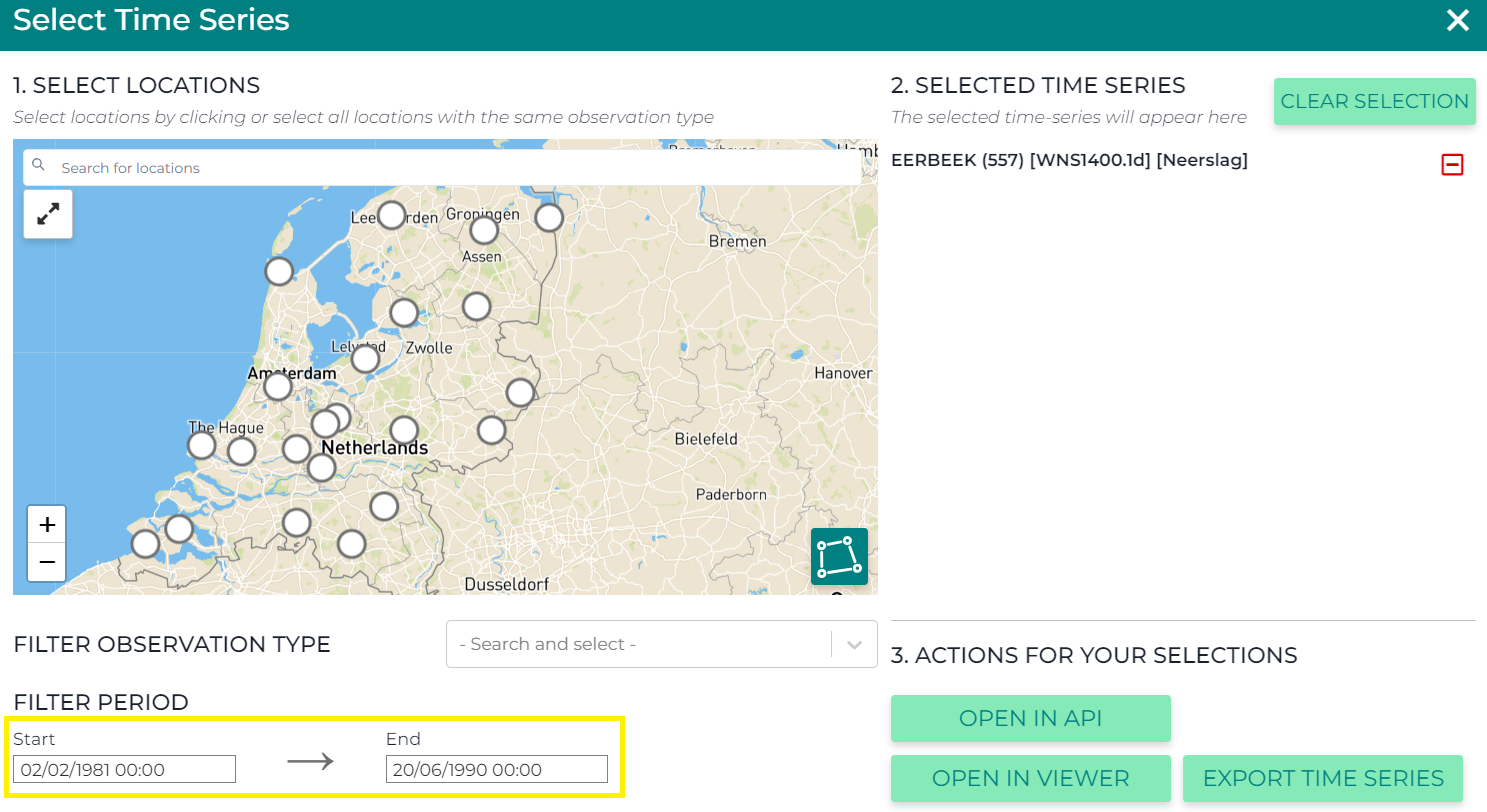 Select Time Series
1. SELECT LOCATIONS
Select locations by clicking or select all locations with the same observation type
Search for locations
Groningen
Assen
Bremen
Zwolle
Hanover
Amsterdam
The Hague
Netherlands
Bielefeld
Paderborn
Dusseldorf
+
−
FILTER OBSERVATION TYPE
- Search and select -
FILTER PERIOD
Start
End
02/02/1981 00:00
20/06/1990 00:00
2. SELECTED TIME SERIES
The selected time-series will appear here
CLEAR SELECTION
EERBEEK (557) [WNS1400.1d] [Neerslag]
3. ACTIONS FOR YOUR SELECTIONS
OPEN IN API
OPEN IN VIEWER
EXPORT TIME SERIES